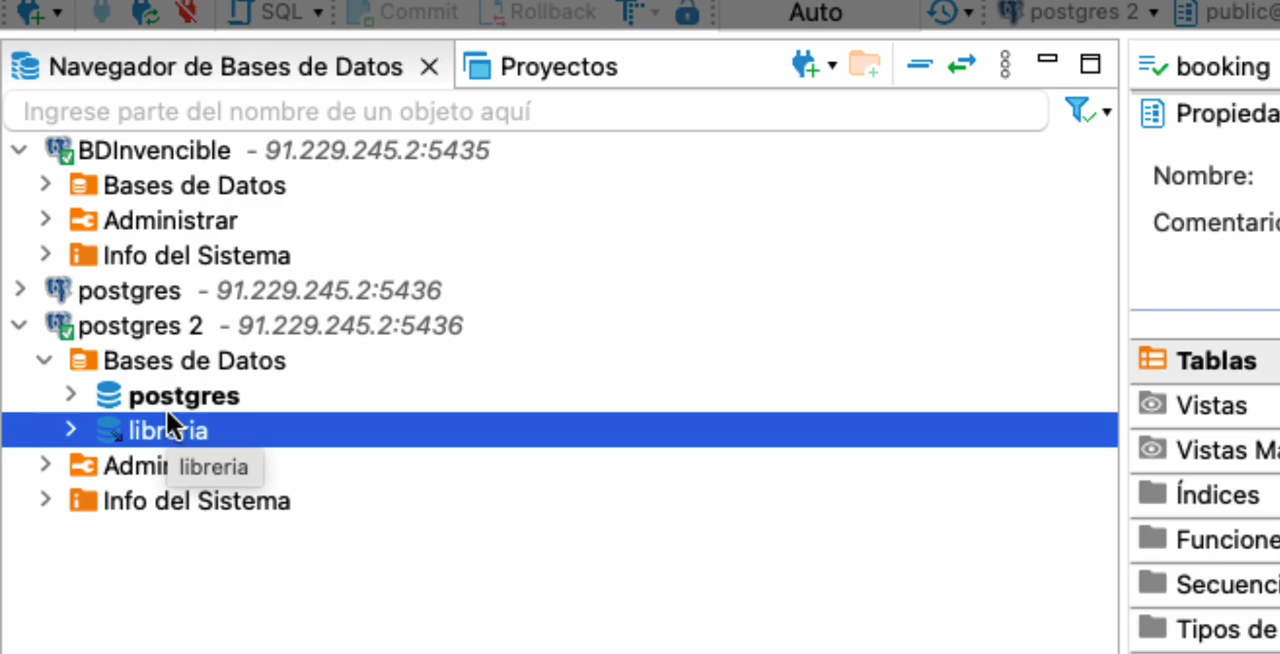 SQL Commit Rollback Auto postgres 2 public@
Navegador de Bases de Datos Proyectos booking
Ingrese parte del nombre de un objeto aquí Propieda
BDInvencible - 91.229.245.2:5435
Bases de Datos Nombre:
Administrar Comentario
Info del Sistema
postgres - 91.229.245.2:5436
postgres 2 - 91.229.245.2:5436
Bases de Datos Tablas
postgres Vistas
libreria Vistas Ma
Admi libreria Índices
Info del Sistema Funcione
Secuenci
Tipos de